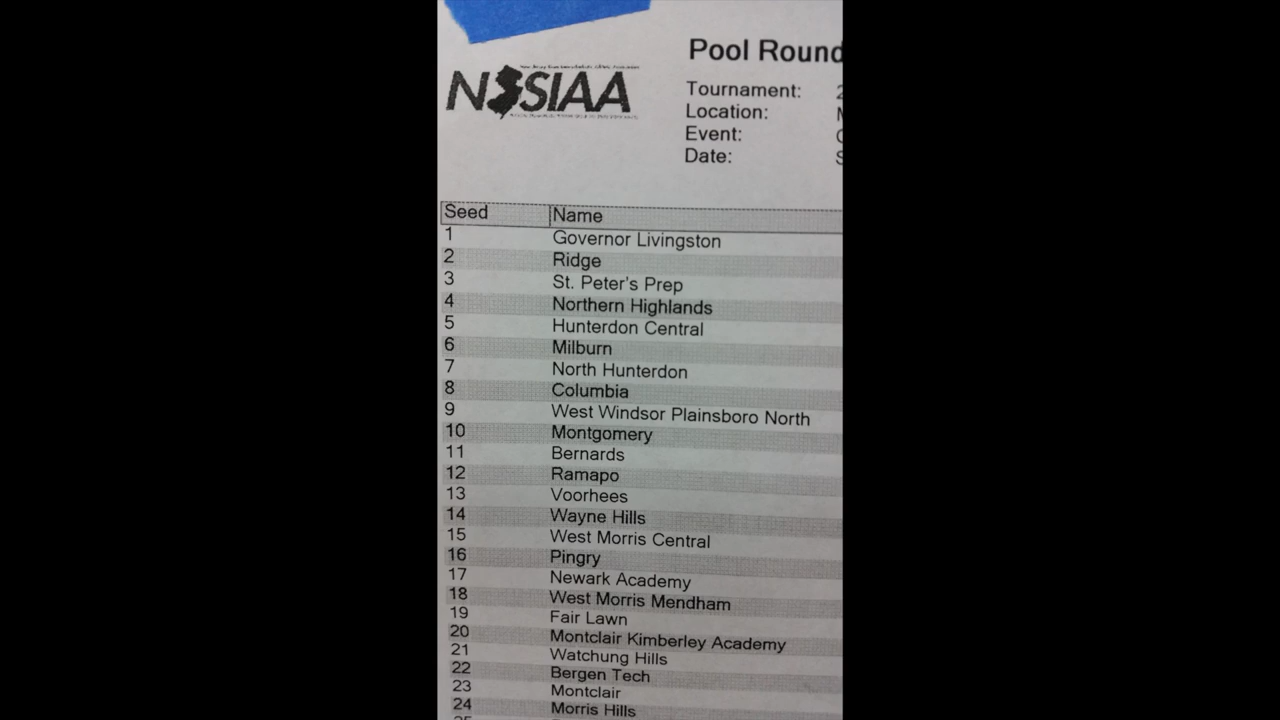 NJSIAA
Pool Round
Tournament:
Location:
Event:
Date:
Seed Name
1 Governor Livingston
2 Ridge
3 St. Peter's Prep
4 Northern Highlands
5 Hunterdon Central
6 Milburn
7 North Hunterdon
8 Columbia
9 West Windsor Plainsboro North
10 Montgomery
11 Bernards
12 Ramapo
13 Voorhees
14 Wayne Hills
15 West Morris Central
16 Pingry
17 Newark Academy
18 West Morris Mendham
19 Fair Lawn
20 Montclair Kimberley Academy
21 Watchung Hills
22 Bergen Tech
23 Montclair
24 Morris Hills